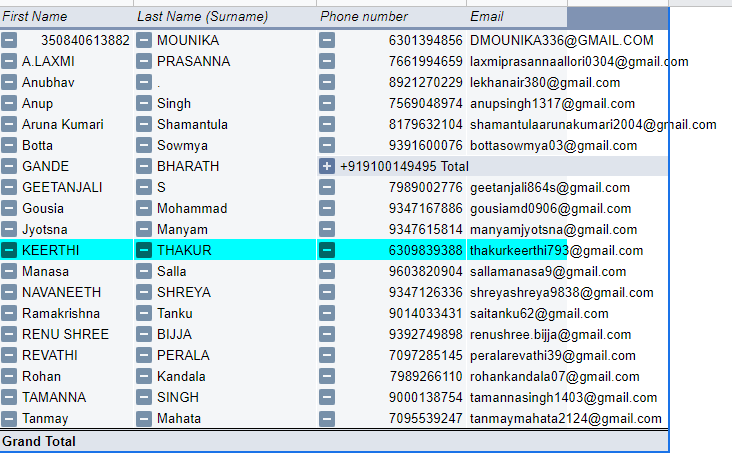 First Name Last Name (Surname) Phone number Email
350840613882 MOUNIKA 6301394856 DMOUNIKA336@GMAIL.COM
A.LAXMI PRASANNA 7661994659 laxmiprasannaallori0304@gmail.com
Anubhav . 8921270229 lekhanair380@gmail.com
Anup Singh 7569048974 anupsingh1317@gmail.com
Aruna Kumari Shamantula 8179632104 shamantulaarunakumari2004@gmail.com
Botta Sowmya 9391600076 bottasowmya03@gmail.com
GANDE BHARATH +919100149495 Total
GEETANJALI S 7989002776 geetanjali864s@gmail.com
Gousia Mohammad 9347167886 gousiamd0906@gmail.com
Jyotsna Manyam 9347615814 manyamjyotsna@gmail.com
KEERTHI THAKUR 6309839388 thakurkeerthi793@gmail.com
Manasa Salla 9603820904 sallamanasa9@gmail.com
NAVANEETH SHREYA 9347126336 shreyashreya9838@gmail.com
Ramakrishna Tanku 9014033431 saitanku62@gmail.com
RENU SHREE BIJJA 9392749898 renushree.bijja@gmail.com
REVATHI PERALA 7097285145 peralarevathi39@gmail.com
Rohan Kandala 7989266110 rohankandala07@gmail.com
TAMANNA SINGH 9000138754 tamannasingh1403@gmail.com
Tanmay Mahata 7095539247 tanmaymahata2124@gmail.com
Grand Total